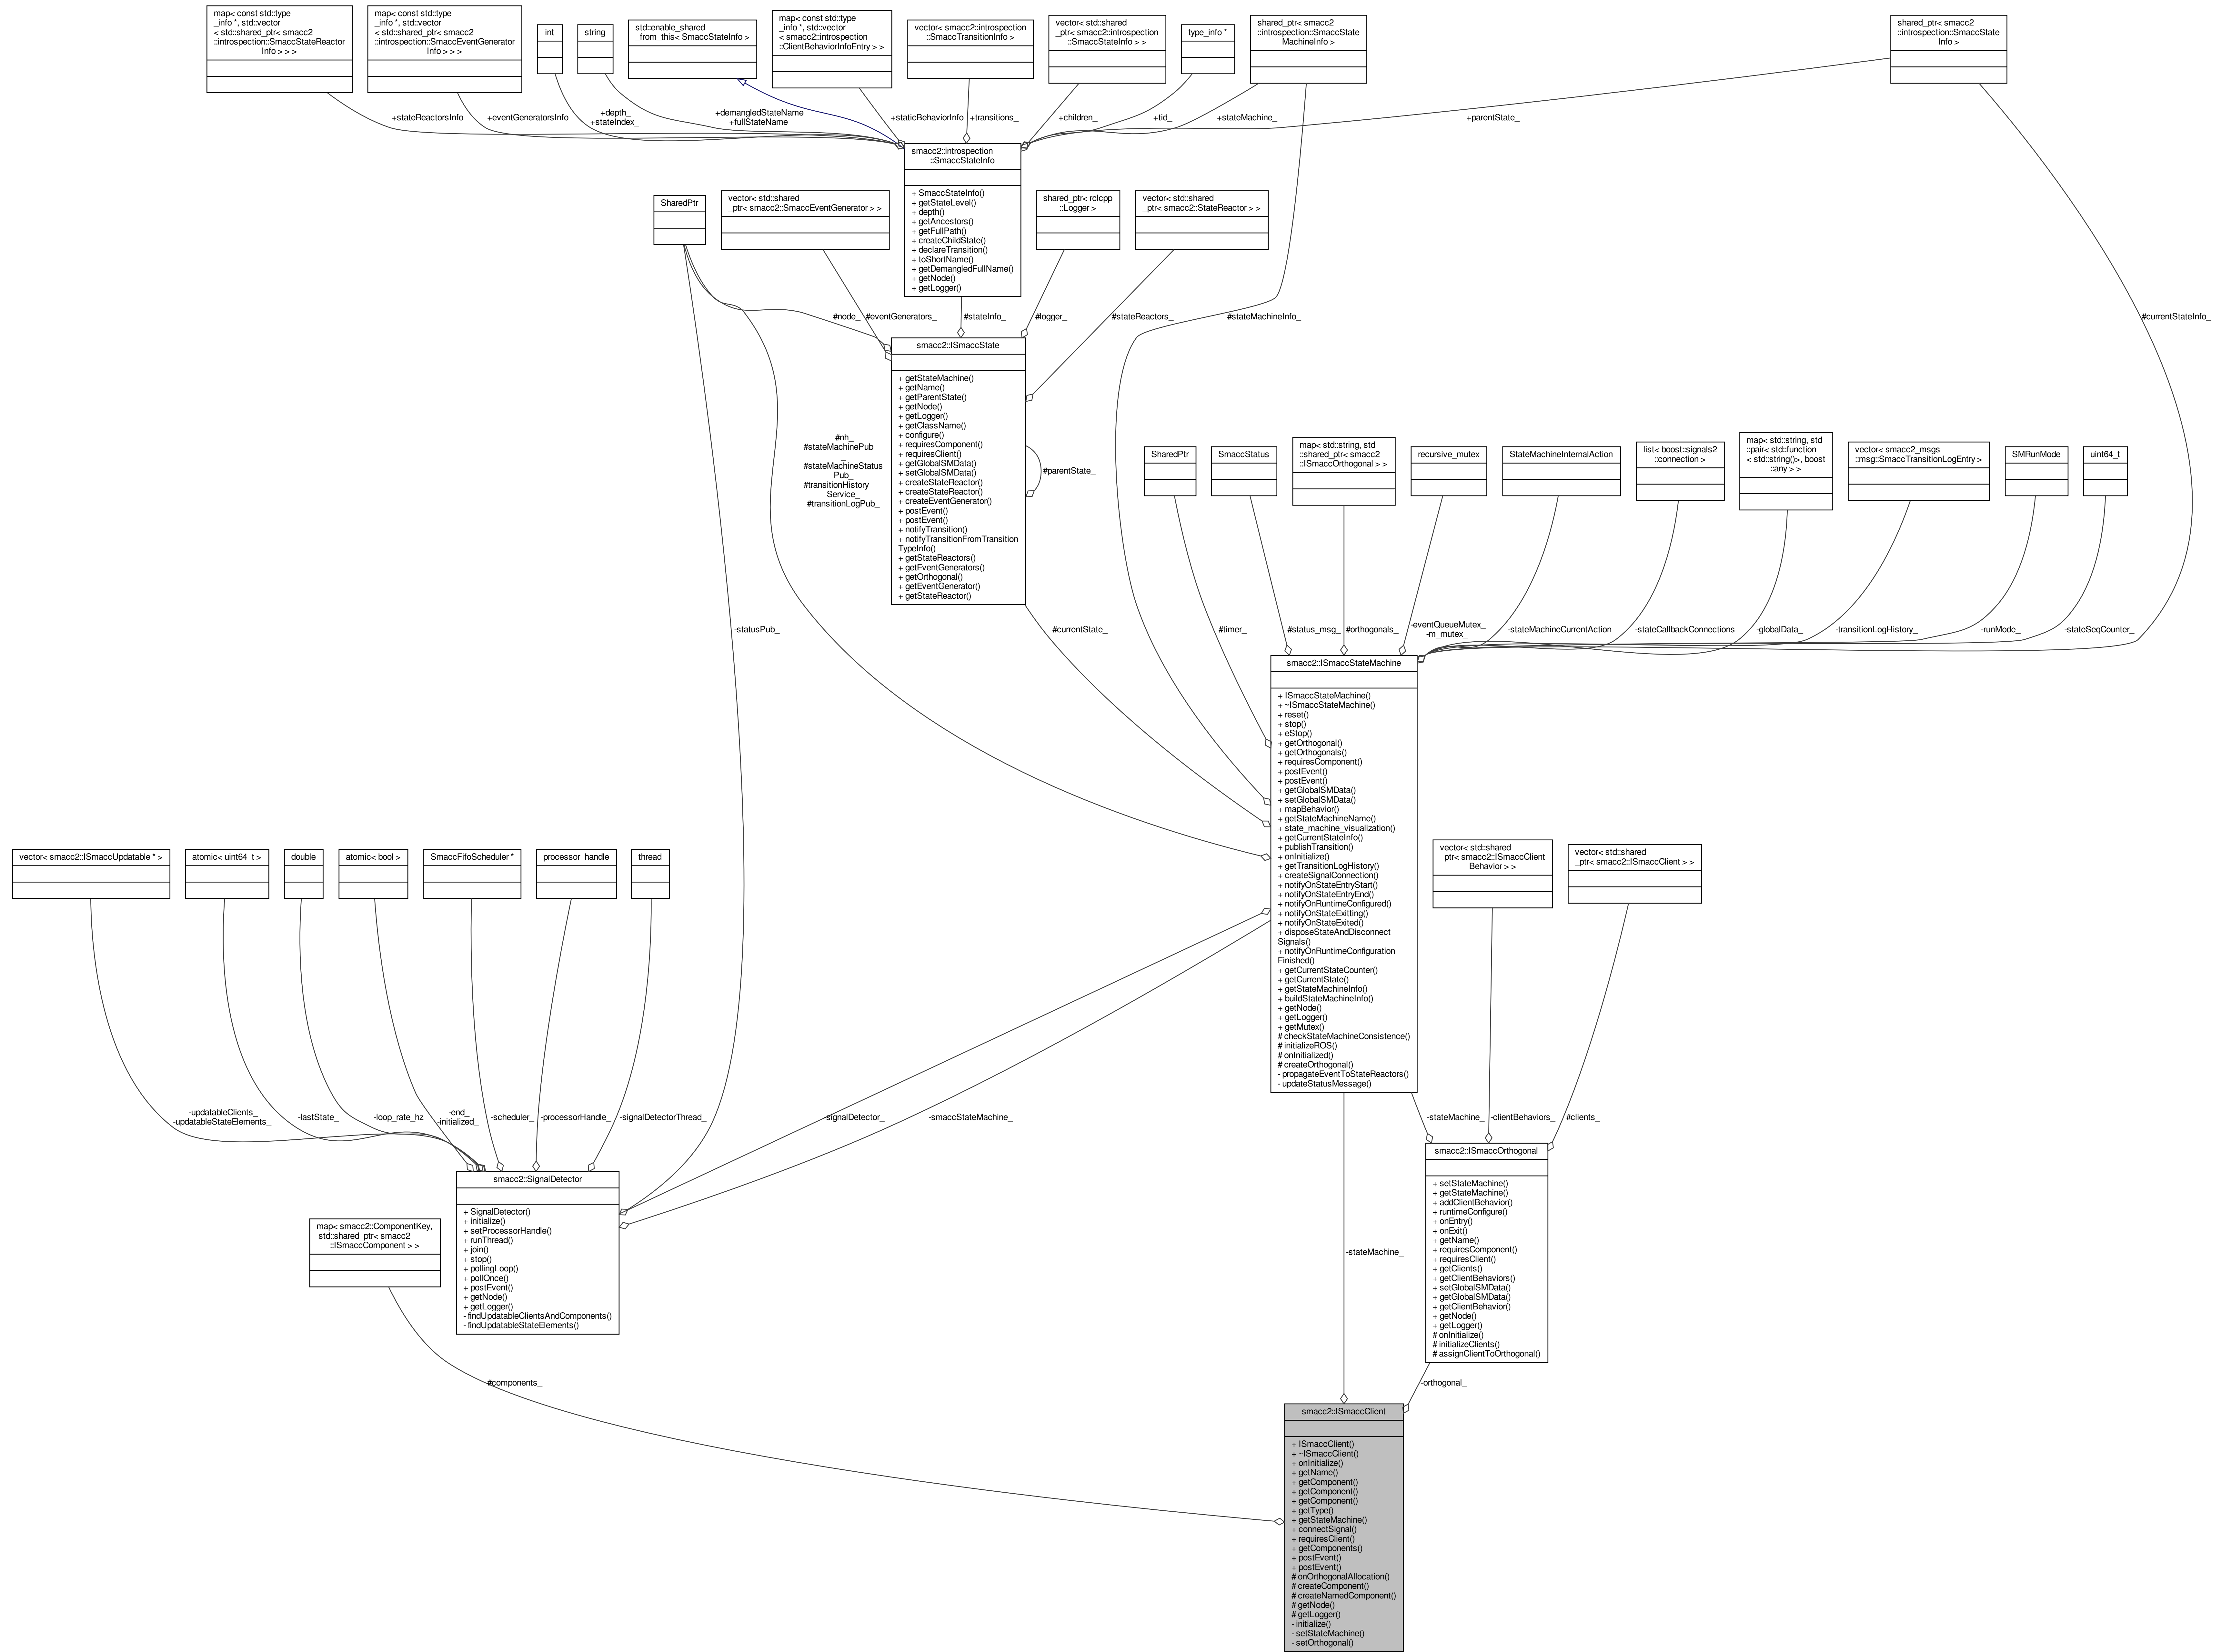 map< const std::type
_info *, std::vector
< std::shared_ptr< smacc2
::introspection::SmaccStateReactor
Info > > >
map< const std::type
_info *, std::vector
< std::shared_ptr< smacc2
::introspection::SmaccEventGenerator
Info > > >
int
string
std::enable_shared
_from_this< SmaccStateInfo >
map< const std::type
_info *, std::vector
< smacc2::introspection
::ClientBehaviorInfoEntry > >
vector< smacc2::introspection
::SmaccTransitionInfo >
vector< std::shared
_ptr< smacc2::introspection
::SmaccStateInfo > >
type_info *
shared_ptr< smacc2
::introspection::SmaccState
MachineInfo >
shared_ptr< smacc2
::introspection::SmaccState
Info >
+stateReactorsInfo
+eventGeneratorsInfo
+depth_
+stateIndex_
+demangledStateName
+fullStateName
+staticBehaviorInfo
+transitions_
+children_
+tid_
+stateMachine_
+parentState_
smacc2::introspection
::SmaccStateInfo
+ SmaccStateInfo()
+ getStateLevel()
+ depth()
+ getAncestors()
+ getFullPath()
+ createChildState()
+ declareTransition()
+ toShortName()
+ getDemangledFullName()
+ getNode()
+ getLogger()
SharedPtr
vector< std::shared
_ptr< smacc2::SmaccEventGenerator > >
shared_ptr< rclcpp
::Logger >
vector< std::shared
_ptr< smacc2::StateReactor > >
#node_
#eventGenerators_
#stateInfo_
#logger_
#stateReactors_
#stateMachineInfo_
#currentStateInfo_
smacc2::ISmaccState
+ getStateMachine()
+ getName()
+ getParentState()
+ getNode()
+ getLogger()
+ getClassName()
+ configure()
+ requiresComponent()
+ requiresClient()
+ getGlobalSMData()
+ setGlobalSMData()
+ createStateReactor()
+ createStateReactor()
+ createEventGenerator()
+ postEvent()
+ postEvent()
+ notifyTransition()
+ notifyTransitionFromTransition
TypeInfo()
+ getStateReactors()
+ getEventGenerators()
+ getOrthogonal()
+ getEventGenerator()
+ getStateReactor()
#parentState_
#nh_
#stateMachinePub
_
#stateMachineStatus
Pub_
#transitionHistory
Service_
#transitionLogPub_
SharedPtr
SmaccStatus
map< std::string, std
::shared_ptr< smacc2
::ISmaccOrthogonal > >
recursive_mutex
StateMachineInternalAction
list< boost::signals2
::connection >
map< std::string, std
::pair< std::function
< std::string()>, boost
::any > >
vector< smacc2_msgs
::msg::SmaccTransitionLogEntry >
SMRunMode
uint64_t
-statusPub_
#currentState_
#timer_
#status_msg_
#orthogonals_
-eventQueueMutex_
-m_mutex_
-stateMachineCurrentAction
-stateCallbackConnections
-globalData_
-transitionLogHistory_
-runMode_
-stateSeqCounter_
smacc2::ISmaccStateMachine
+ ISmaccStateMachine()
+ ~ISmaccStateMachine()
+ reset()
+ stop()
+ eStop()
+ getOrthogonal()
+ getOrthogonals()
+ requiresComponent()
+ postEvent()
+ postEvent()
+ getGlobalSMData()
+ setGlobalSMData()
+ mapBehavior()
+ getStateMachineName()
+ state_machine_visualization()
+ getCurrentStateInfo()
+ publishTransition()
+ onInitialize()
+ getTransitionLogHistory()
+ createSignalConnection()
+ notifyOnStateEntryStart()
+ notifyOnStateEntryEnd()
+ notifyOnRuntimeConfigured()
+ notifyOnStateExitting()
+ notifyOnStateExited()
+ disposeStateAndDisconnect
Signals()
+ notifyOnRuntimeConfiguration
Finished()
+ getCurrentStateCounter()
+ getCurrentState()
+ getStateMachineInfo()
+ buildStateMachineInfo()
+ getNode()
+ getLogger()
+ getMutex()
# checkStateMachineConsistence()
# initializeROS()
# onInitialized()
# createOrthogonal()
- propagateEventToStateReactors()
- updateStatusMessage()
vector< smacc2::ISmaccUpdatable * >
atomic< uint64_t >
double
atomic< bool >
SmaccFifoScheduler *
processor_handle
thread
vector< std::shared
_ptr< smacc2::ISmaccClient
Behavior > >
vector< std::shared
_ptr< smacc2::ISmaccClient > >
-updatableClients_
-updatableStateElements_
-lastState_
-loop_rate_hz
-end_
-initialized_
-scheduler_
-processorHandle_
-signalDetectorThread_
-signalDetector_
-smaccStateMachine_
-stateMachine_
-clientBehaviors_
#clients_
smacc2::SignalDetector
+ SignalDetector()
+ initialize()
+ setProcessorHandle()
+ runThread()
+ join()
+ stop()
+ pollingLoop()
+ pollOnce()
+ postEvent()
+ getNode()
+ getLogger()
- findUpdatableClientsAndComponents()
- findUpdatableStateElements()
smacc2::ISmaccOrthogonal
+ setStateMachine()
+ getStateMachine()
+ addClientBehavior()
+ runtimeConfigure()
+ onEntry()
+ onExit()
+ getName()
+ requiresComponent()
+ requiresClient()
+ getClients()
+ getClientBehaviors()
+ setGlobalSMData()
+ getGlobalSMData()
+ getClientBehavior()
+ getNode()
+ getLogger()
# onInitialize()
# initializeClients()
# assignClientToOrthogonal()
map< smacc2::ComponentKey,
std::shared_ptr< smacc2
::ISmaccComponent > >
-stateMachine_
#components_
-orthogonal_
smacc2::ISmaccClient
+ ISmaccClient()
+ ~ISmaccClient()
+ onInitialize()
+ getName()
+ getComponent()
+ getComponent()
+ getComponent()
+ getType()
+ getStateMachine()
+ connectSignal()
+ requiresClient()
+ getComponents()
+ postEvent()
+ postEvent()
# onOrthogonalAllocation()
# createComponent()
# createNamedComponent()
# getNode()
# getLogger()
- initialize()
- setStateMachine()
- setOrthogonal()